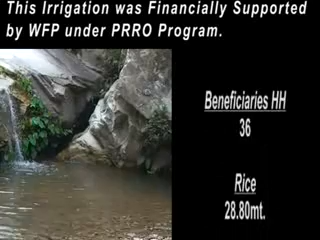 This Irrigation was Financially Supported
by WFP under PRRO Program.
Beneficiaries HH
36
Rice
28.80mt.